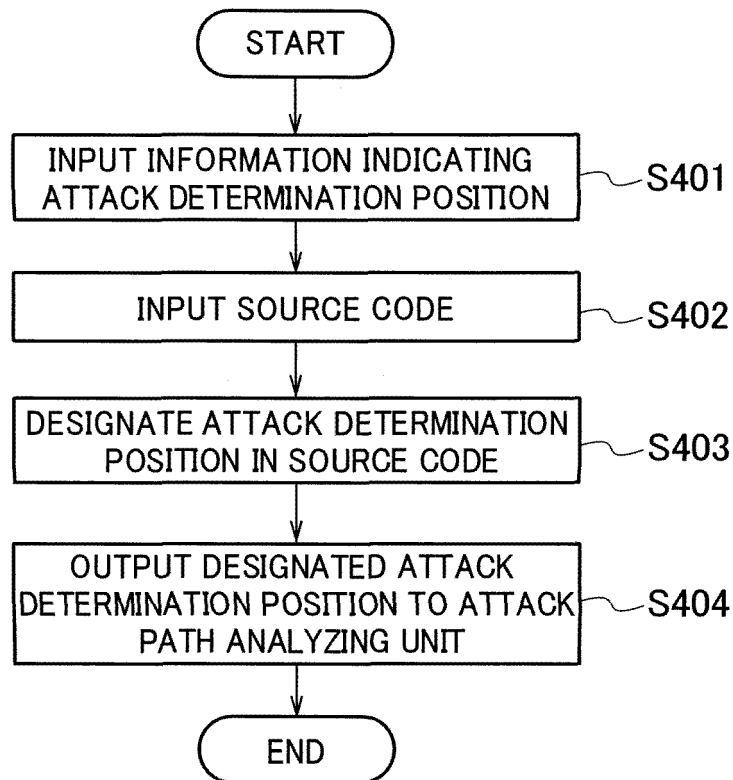 START
INPUT INFORMATION INDICATING
ATTACK DETERMINATION POSITION
S401
INPUT SOURCE CODE
S402
DESIGNATE ATTACK DETERMINATION
POSITION IN SOURCE CODE
S403
OUTPUT DESIGNATED ATTACK
DETERMINATION POSITION TO ATTACK
PATH ANALYZING UNIT
S404
END